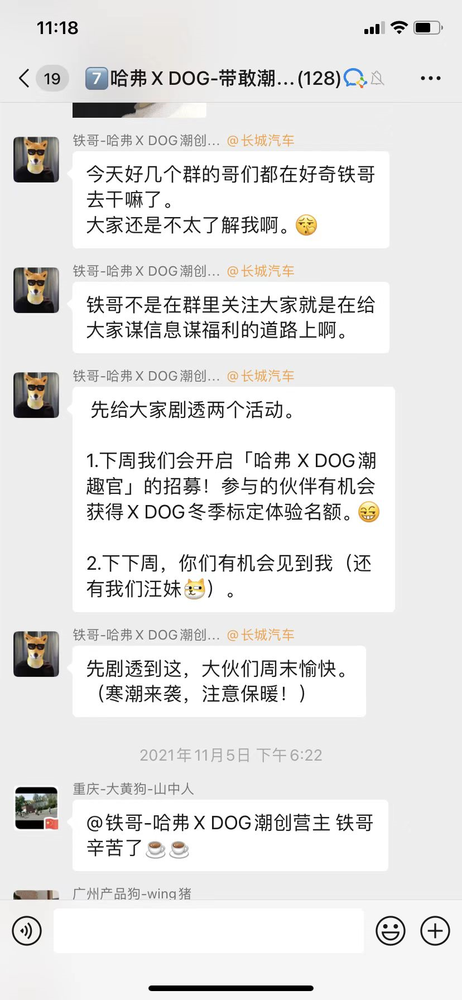 11:18
19
7 哈弗 X DOG-带敢潮...(128)
铁哥-哈弗 X DOG潮创... @长城汽车
今天好几个群的哥们都在好奇铁哥
去干嘛了。
大家还是不太了解我啊。
铁哥-哈弗 X DOG潮创... @长城汽车
铁哥不是在群里关注大家就是在给
大家谋信息谋福利的道路上啊。
铁哥-哈弗 X DOG潮创... @长城汽车
先给大家剧透两个活动。
1.下周我们会开启「哈弗 X DOG潮
趣官」的招募！参与的伙伴有机会
获得 X DOG冬季标定体验名额。😁
2.下下周，你们有机会见到我（还
有我们汪妹）。
铁哥-哈弗 X DOG潮创... @长城汽车
先剧透到这，大伙们周末愉快。
（寒潮来袭，注意保暖！）
2021年11月5日 下午6:22
重庆-大黄狗-山中人
@铁哥-哈弗 X DOG潮创营主 铁哥
辛苦了☕☕
广州产品狗-wing猪